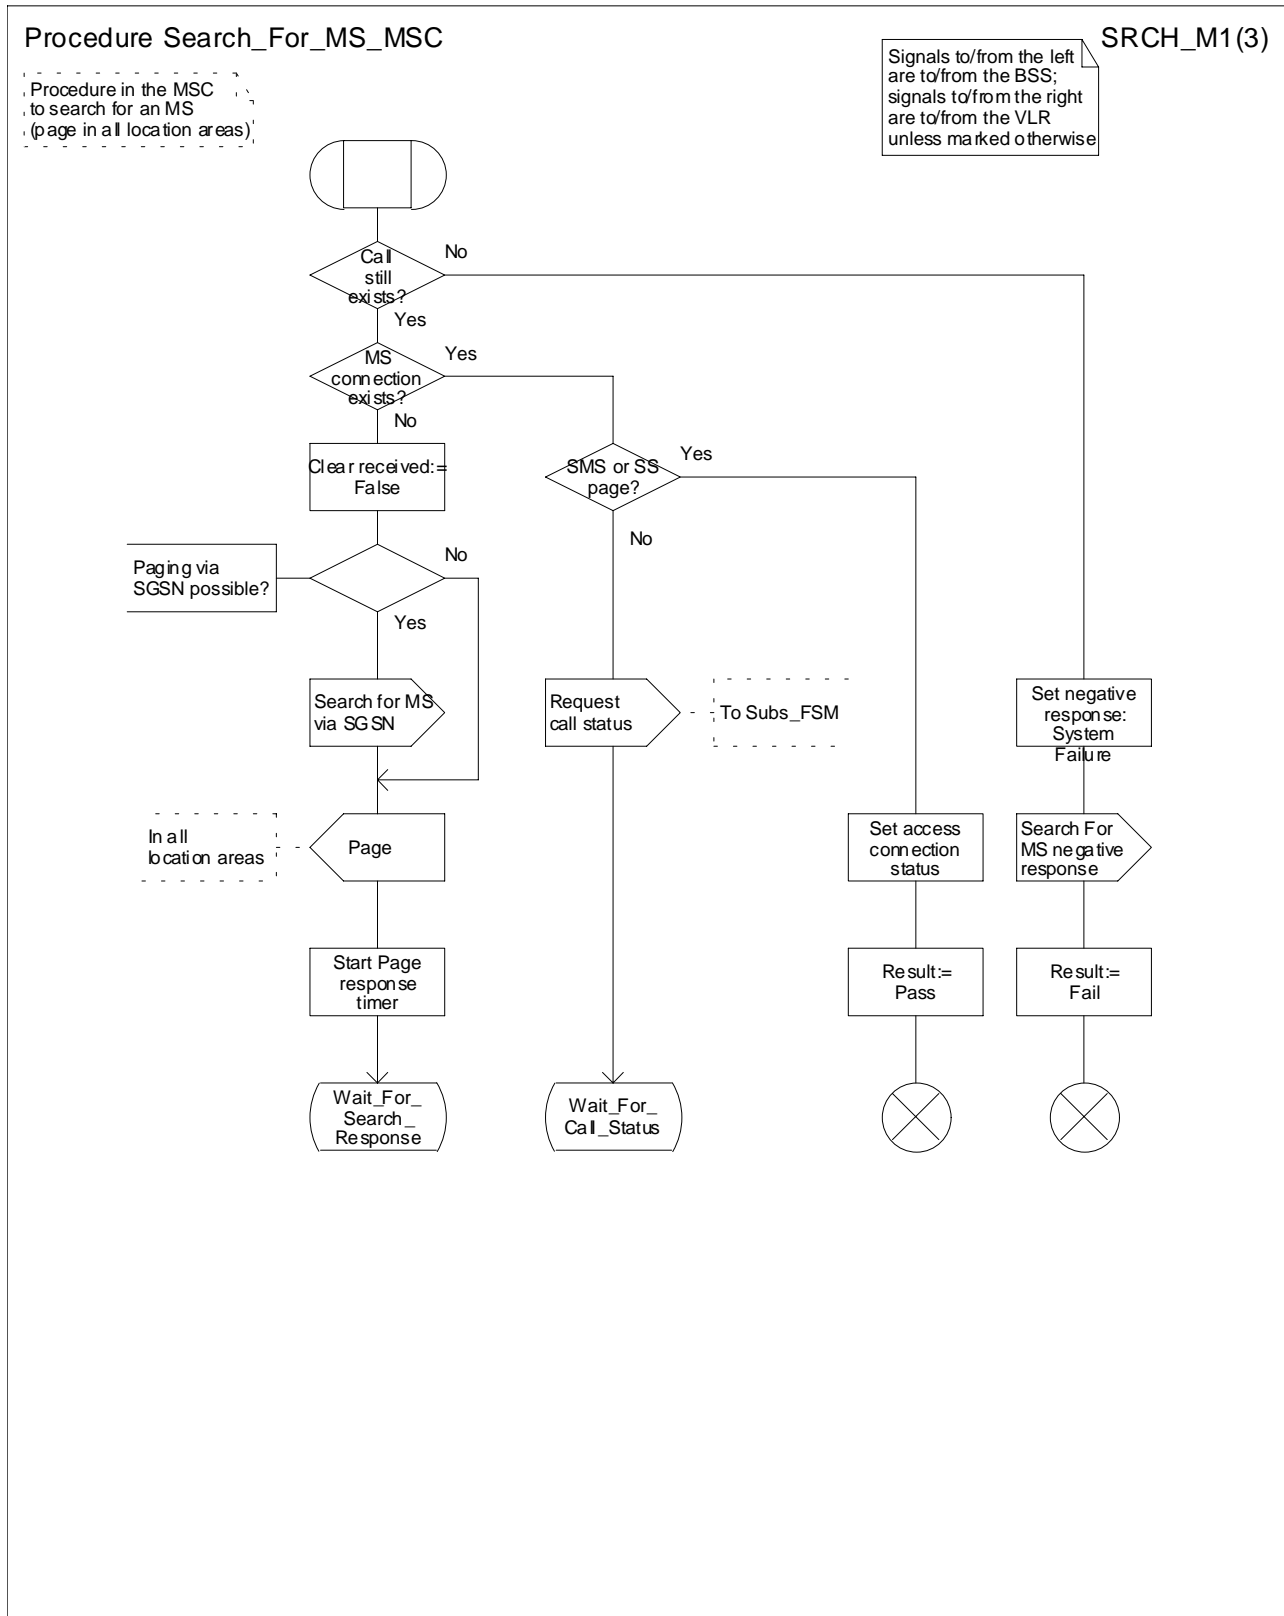 Procedure Search_For_MS_MSC
SRCH_M1(3)
Procedure in the MSC
to search for an MS
(page in all location areas)
Signals to/from the left
are to/from the BSS;
signals to/from the right
are to/from the VLR
unless marked otherwise
Call
still
exists?
No
Yes
MS
connection
exists?
Yes
No
Clear received:=
False
SMS or SS
page?
Yes
No
Paging via
SGSN possible?
No
Yes
Search for MS
via SGSN
Request
call status
To Subs_FSM
Set negative
response:
System
Failure
In all
location areas
Page
Set access
connection
status
Search For
MS negative
response
Start Page
response
timer
Result:=
Pass
Result:=
Fail
Wait_For_
Search_
Response
Wait_For_
Call_Status